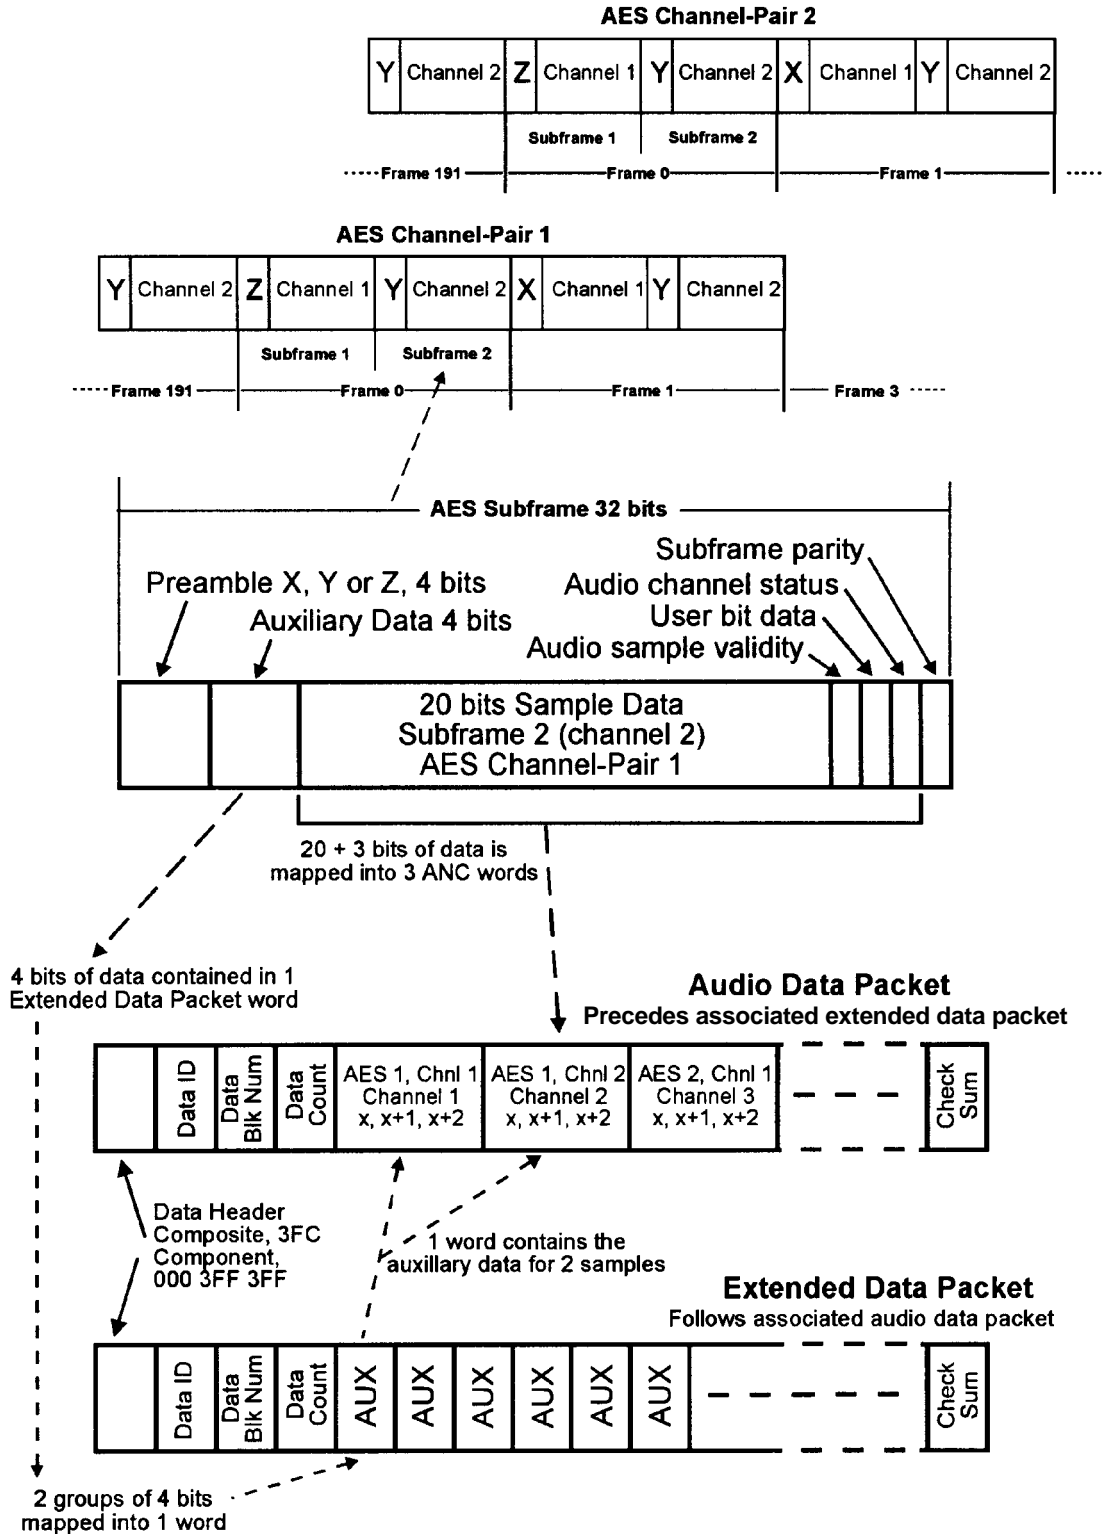 AES Channel-Pair 2
Y Channel 2 Z Channel 1 Y Channel 2 X Channel 1 Y Channel 2
Subframe 1 Subframe 2
Frame 191 Frame 0 Frame 1
AES Channel-Pair 1
Y Channel 2 Z Channel 1 Y Channel 2 X Channel 1 Y Channel 2
Subframe 1 Subframe 2
Frame 191 Frame 0 Frame 1 Frame 3
AES Subframe 32 bits
Subframe parity
Preamble X, Y or Z, 4 bits
Audio channel status
Auxiliary Data 4 bits
User bit data
Audio sample validity
20 bits Sample Data
Subframe 2 (channel 2)
AES Channel-Pair 1
20 + 3 bits of data is
mapped into 3 ANC words
4 bits of data contained in 1
Extended Data Packet word
Audio Data Packet
Precedes associated extended data packet
Data ID
Data
Blk Num
Data
Count
AES 1, Chnl 1
Channel 1
x, x+1, x+2
AES 1, Chnl 2
Channel 2
x, x+1, x+2
AES 2, Chnl 1
Channel 3
x, x+1, x+2
Check
Sum
Data Header
Composite, 3FC
Component,
000 3FF 3FF
1 word contains the
auxillary data for 2 samples
Extended Data Packet
Follows associated audio data packet
Data ID
Data
Blk Num
Data
Count
AUX
AUX
AUX
AUX
AUX
AUX
Check
Sum
2 groups of 4 bits
mapped into 1 word